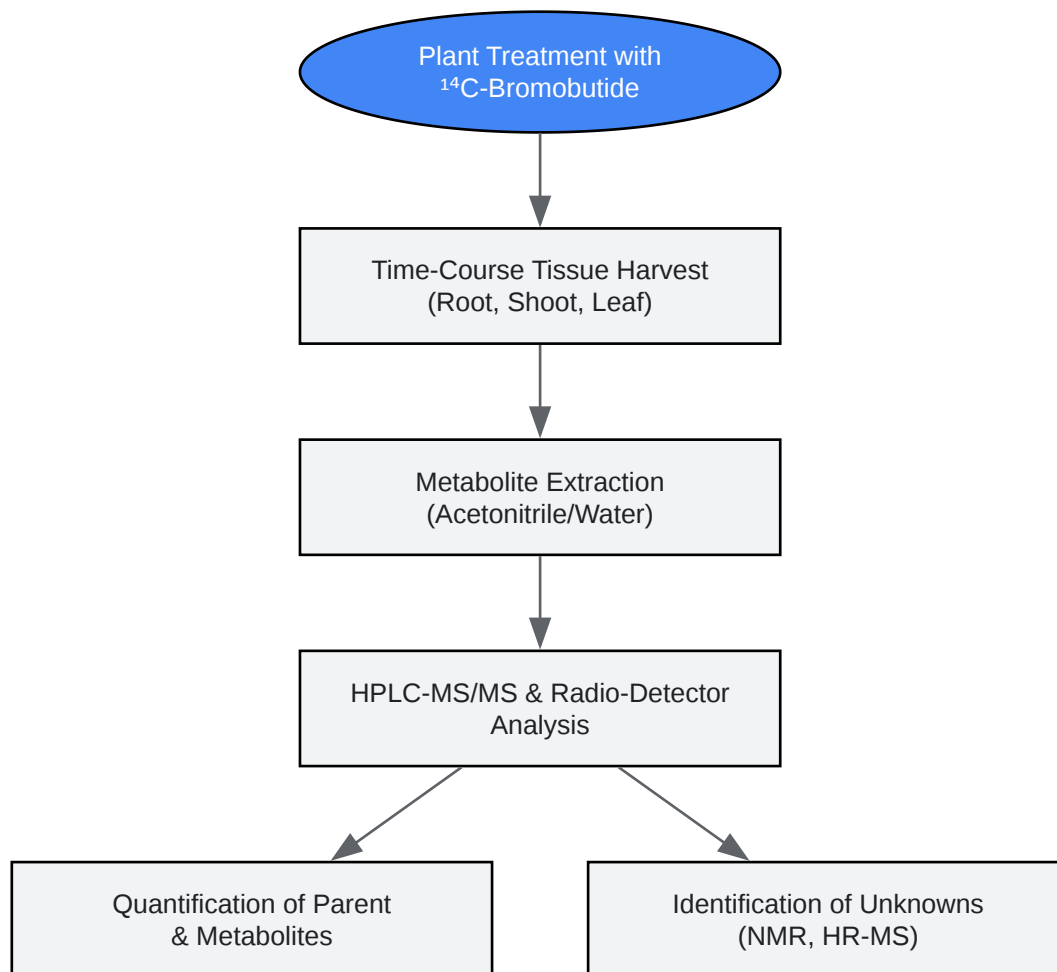 Plant Treatment with
¹⁴C-Bromobutide
Time-Course Tissue Harvest
(Root, Shoot, Leaf)
Metabolite Extraction
(Acetonitrile/Water)
HPLC-MS/MS & Radio-Detector
Analysis
Quantification of Parent
& Metabolites
Identification of Unknowns
(NMR, HR-MS)